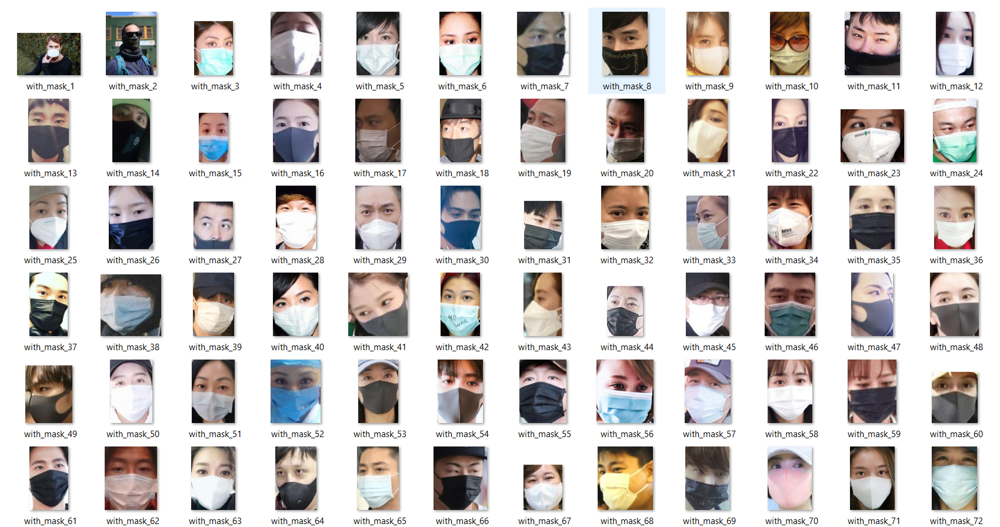 with_mask_1 with_mask_2 with_mask_3 with_mask_4 with_mask_5 with_mask_6 with_mask_7 with_mask_8 with_mask_9 with_mask_10 with_mask_11 with_mask_12
with_mask_13 with_mask_14 with_mask_15 with_mask_16 with_mask_17 with_mask_18 with_mask_19 with_mask_20 with_mask_21 with_mask_22 with_mask_23 with_mask_24
with_mask_25 with_mask_26 with_mask_27 with_mask_28 with_mask_29 with_mask_30 with_mask_31 with_mask_32 with_mask_33 with_mask_34 with_mask_35 with_mask_36
NO
WAR
with_mask_37 with_mask_38 with_mask_39 with_mask_40 with_mask_41 with_mask_42 with_mask_43 with_mask_44 with_mask_45 with_mask_46 with_mask_47 with_mask_48
with_mask_49 with_mask_50 with_mask_51 with_mask_52 with_mask_53 with_mask_54 with_mask_55 with_mask_56 with_mask_57 with_mask_58 with_mask_59 with_mask_60
with_mask_61 with_mask_62 with_mask_63 with_mask_64 with_mask_65 with_mask_66 with_mask_67 with_mask_68 with_mask_69 with_mask_70 with_mask_71 with_mask_72